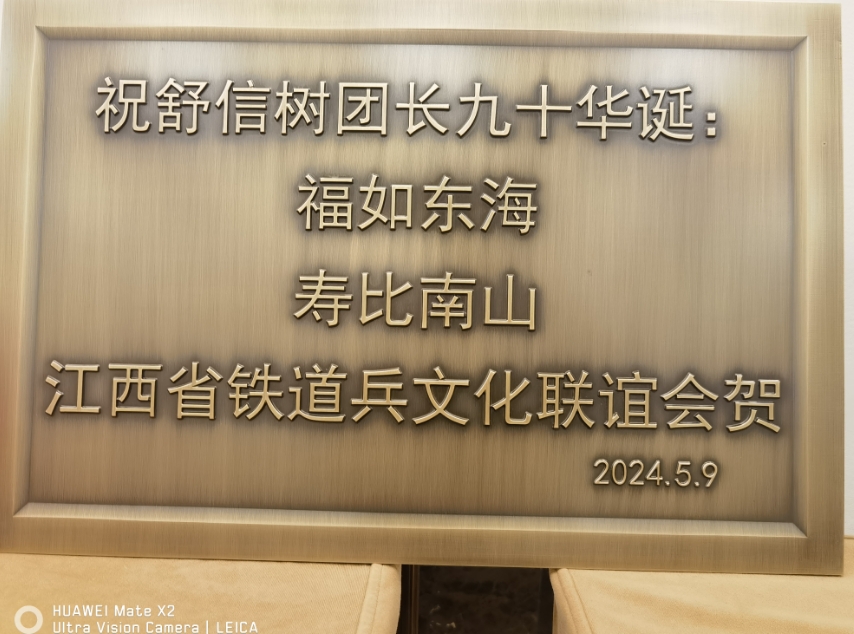 祝舒信树团长九十华诞：
福如东海
寿比南山
江西省铁道兵文化联谊会贺
2024.5.9
HUAWEI Mate X2
Ultra Vision Camera | LEICA